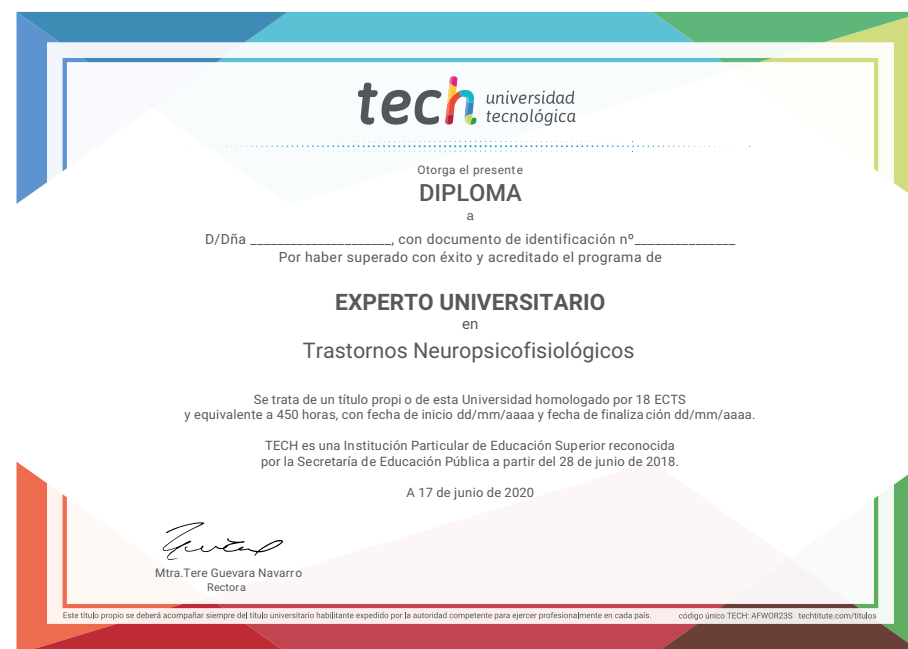 tech universidad
tecnológica
Otorga el presente
DIPLOMA
a
D/Dña _____________________, con documento de identificación nº_______________
Por haber superado con éxito y acreditado el programa de
EXPERTO UNIVERSITARIO
en
Trastornos Neuropsicofisiológicos
Se trata de un título propio de esta Universidad homologado por 18 ECTS
y equivalente a 450 horas, con fecha de inicio dd/mm/aaaa y fecha de finalización dd/mm/aaaa.
TECH es una Institución Particular de Educación Superior reconocida
por la Secretaría de Educación Pública a partir del 28 de junio de 2018.
A 17 de junio de 2020
Mtra.Tere Guevara Navarro
Rectora
Este título propio se deberá acompañar siempre del título universitario habilitante expedido por la autoridad competente para ejercer profesionalmente en cada país. código único TECH: AFWOR23S techtitute.com/titulos